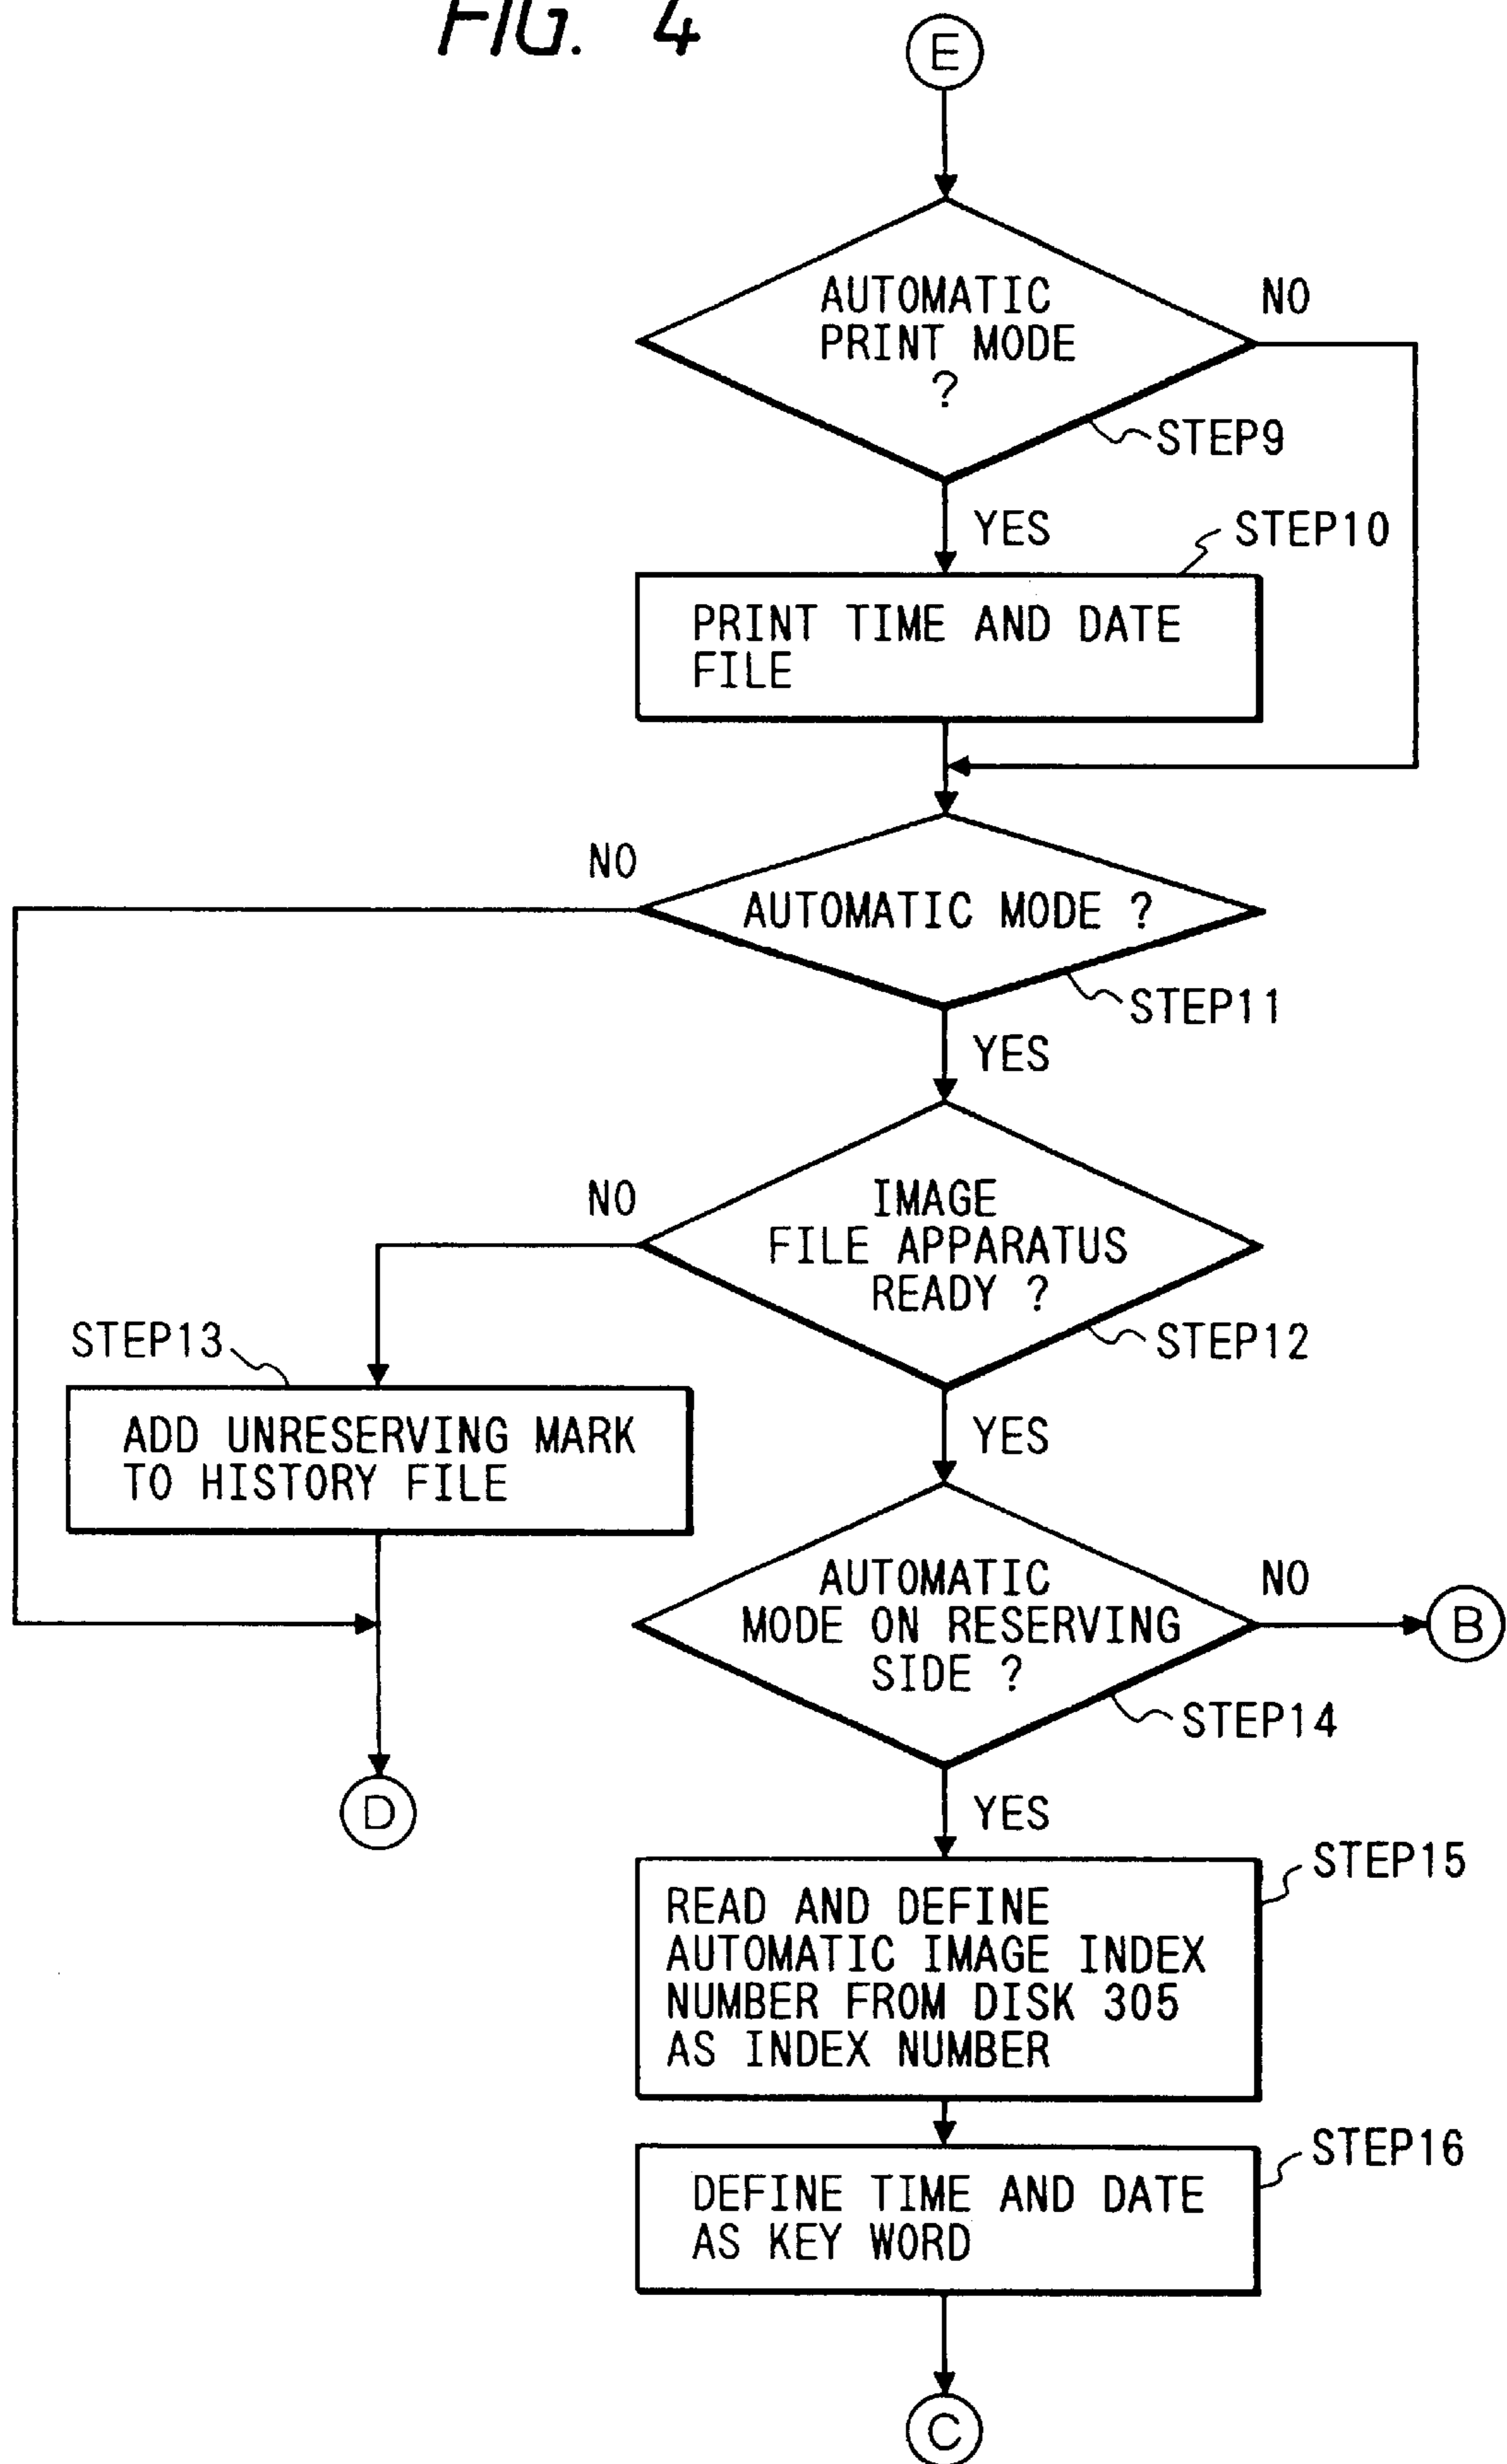 FIG. 4
E
AUTOMATIC
PRINT MODE
?
NO
STEP9
YES
STEP10
PRINT TIME AND DATE
FILE
NO
AUTOMATIC MODE ?
STEP11
YES
NO
IMAGE
FILE APPARATUS
READY ?
STEP12
STEP13
ADD UNRESERVING MARK
TO HISTORY FILE
YES
AUTOMATIC
MODE ON RESERVING
SIDE ?
NO
B
STEP14
D
YES
STEP15
READ AND DEFINE
AUTOMATIC IMAGE INDEX
NUMBER FROM DISK 305
AS INDEX NUMBER
STEP16
DEFINE TIME AND DATE
AS KEY WORD
C